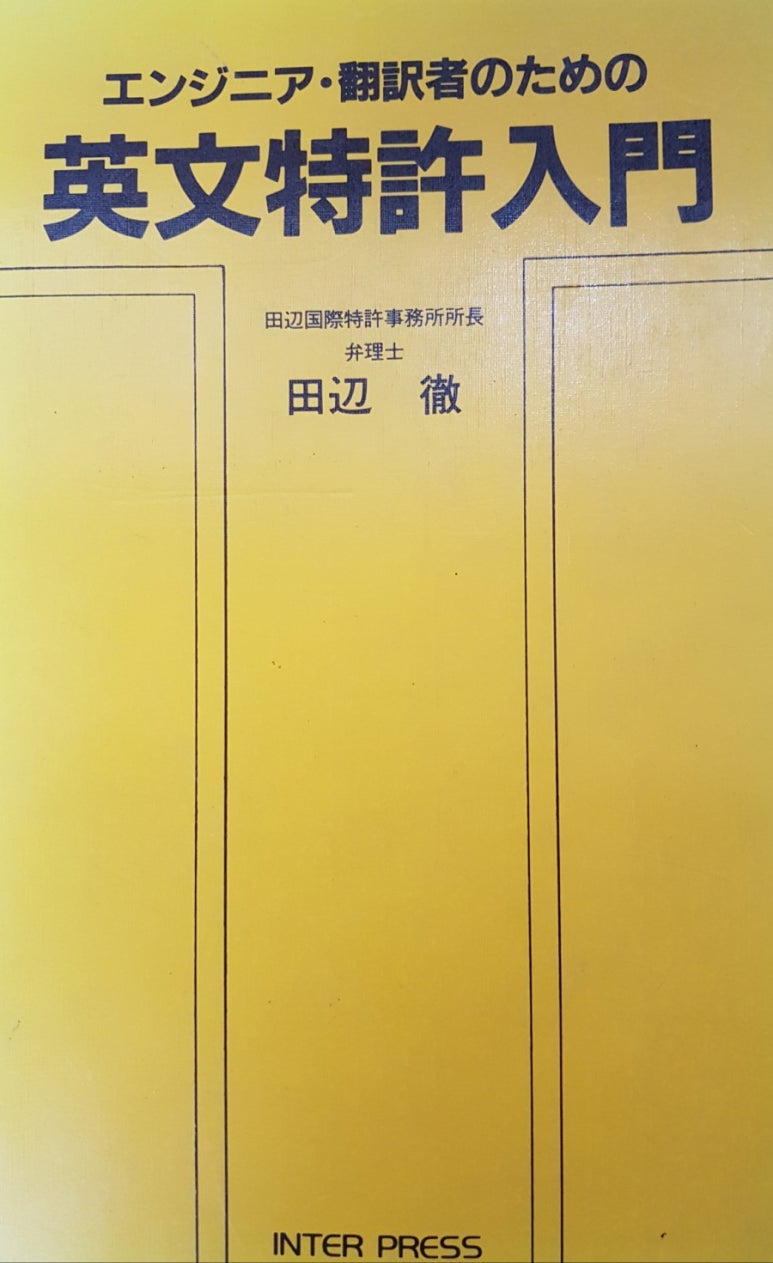 エンジニア・翻訳者のための
英文特許入門
田辺国際特許事務所所長
弁理士
田辺 徹
INTER PRESS